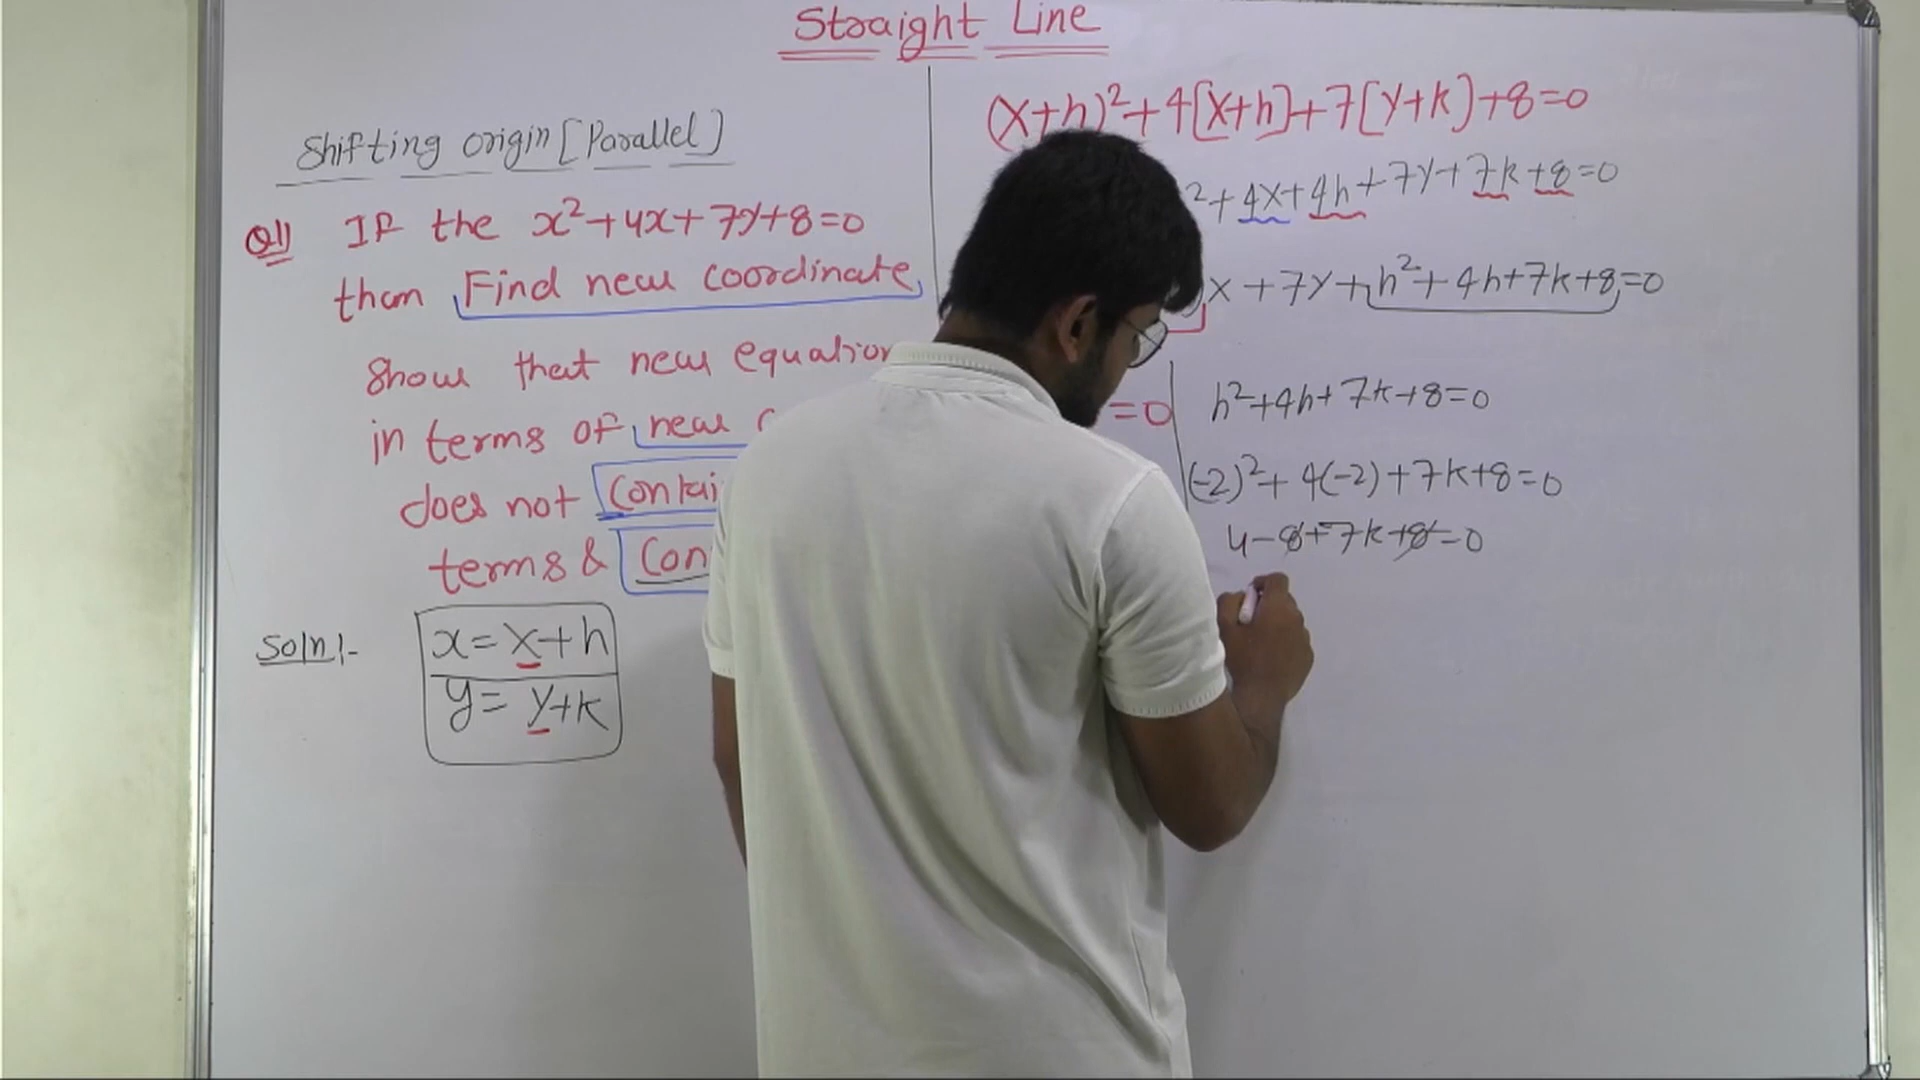 Straight Line
Shifting origin [Parallel]
Q1) If the x²+4x+7y+8=0
than Find new coordinate,
Show that new equation
in terms of new
does not
terms &
Soln:-
x=X+h
y=Y+k
(X+h)²+4[X+h]+7[Y+k]+8=0
²+4X+4h+7Y+7k+8=0
X+7Y+h²+4h+7k+8=0
=0
h²+4h+7k+8=0
(-2)²+4(-2)+7k+8=0
4-8+7k+8=0